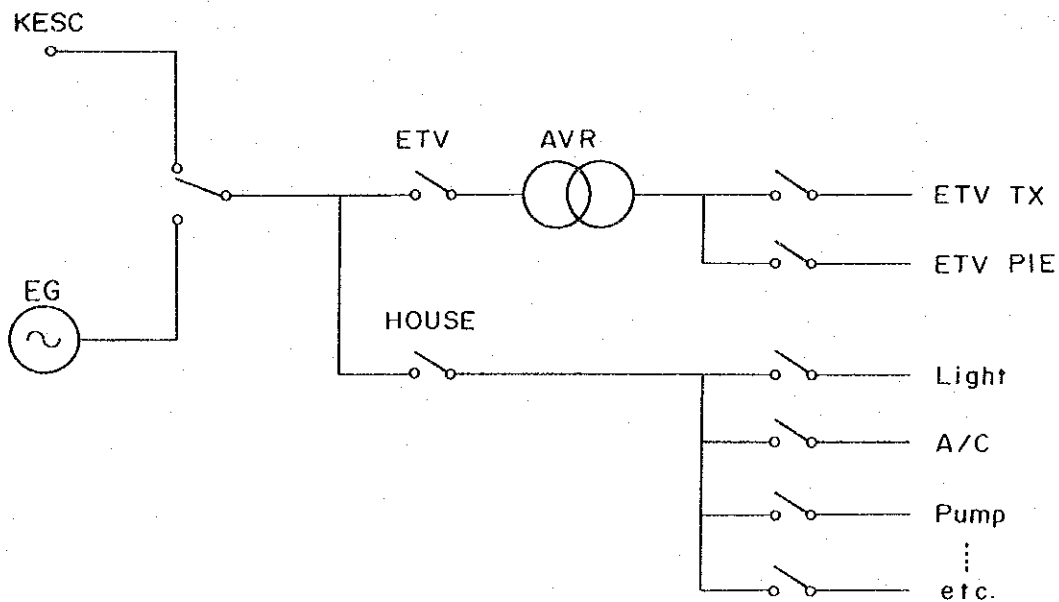 KESC
ETV
AVR
ETV TX
ETV PIE
EG
HOUSE
Light
A/C
Pump
etc.